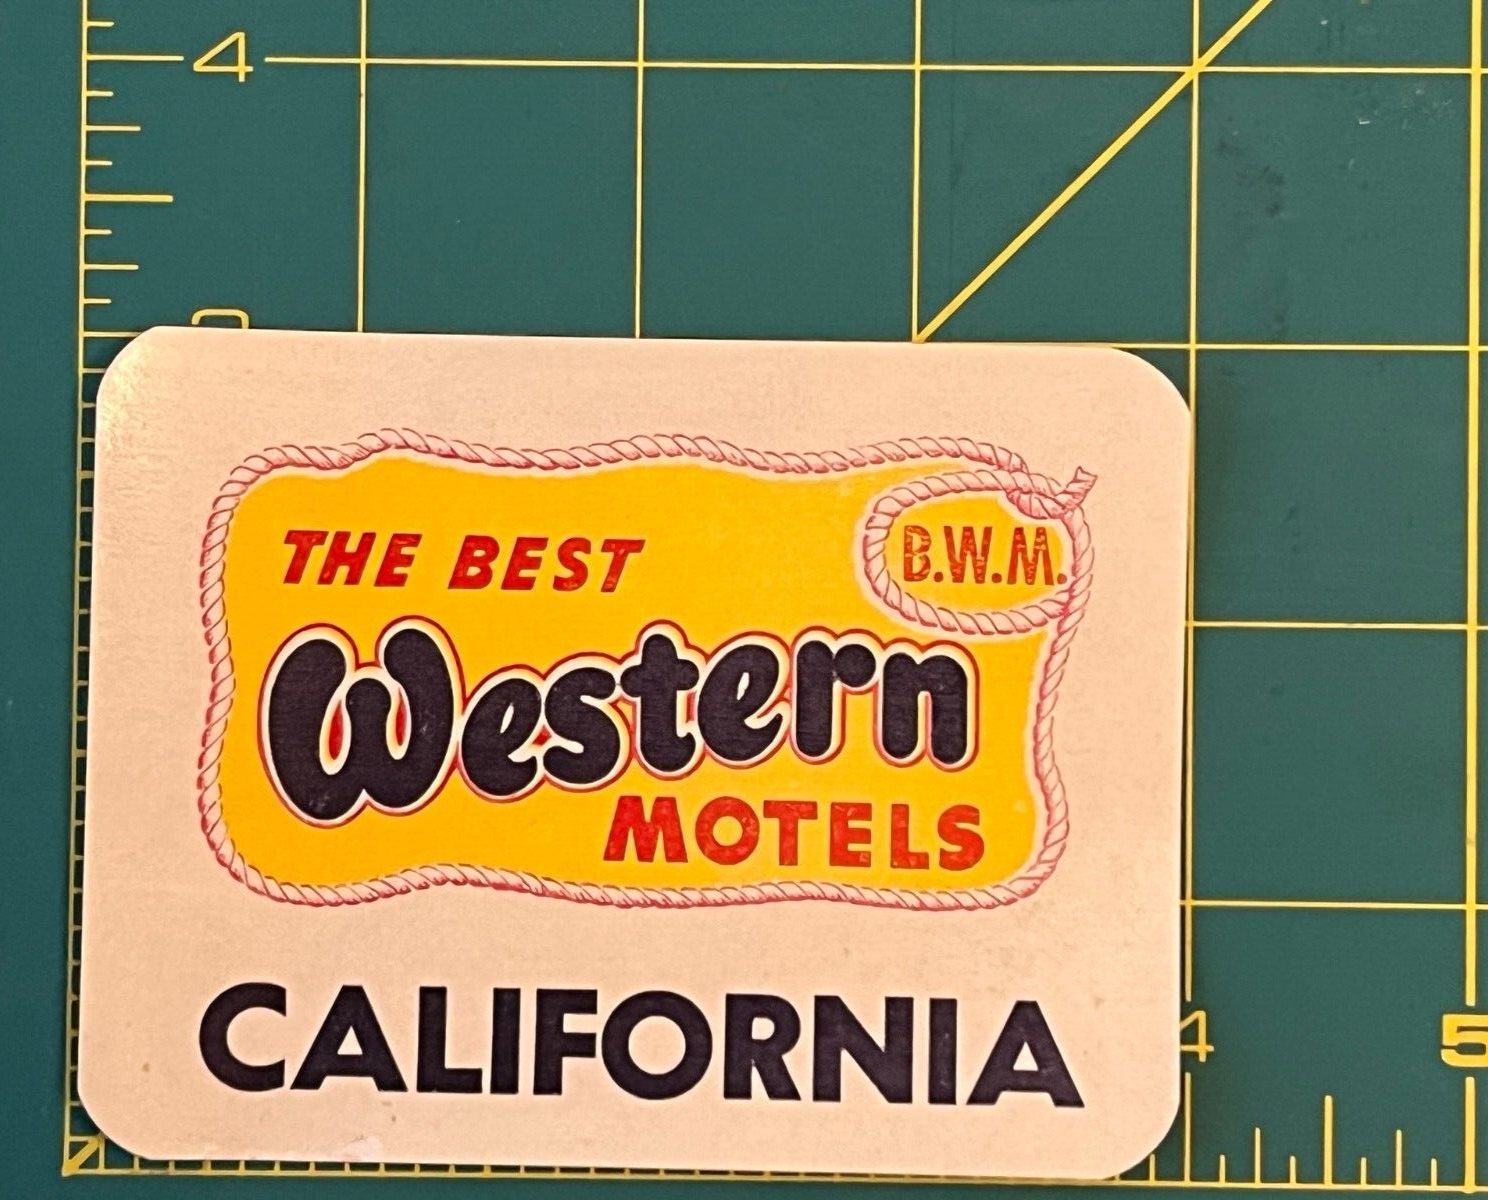 4
THE BEST
B.W.M.
Western
MOTELS
CALIFORNIA
4
5